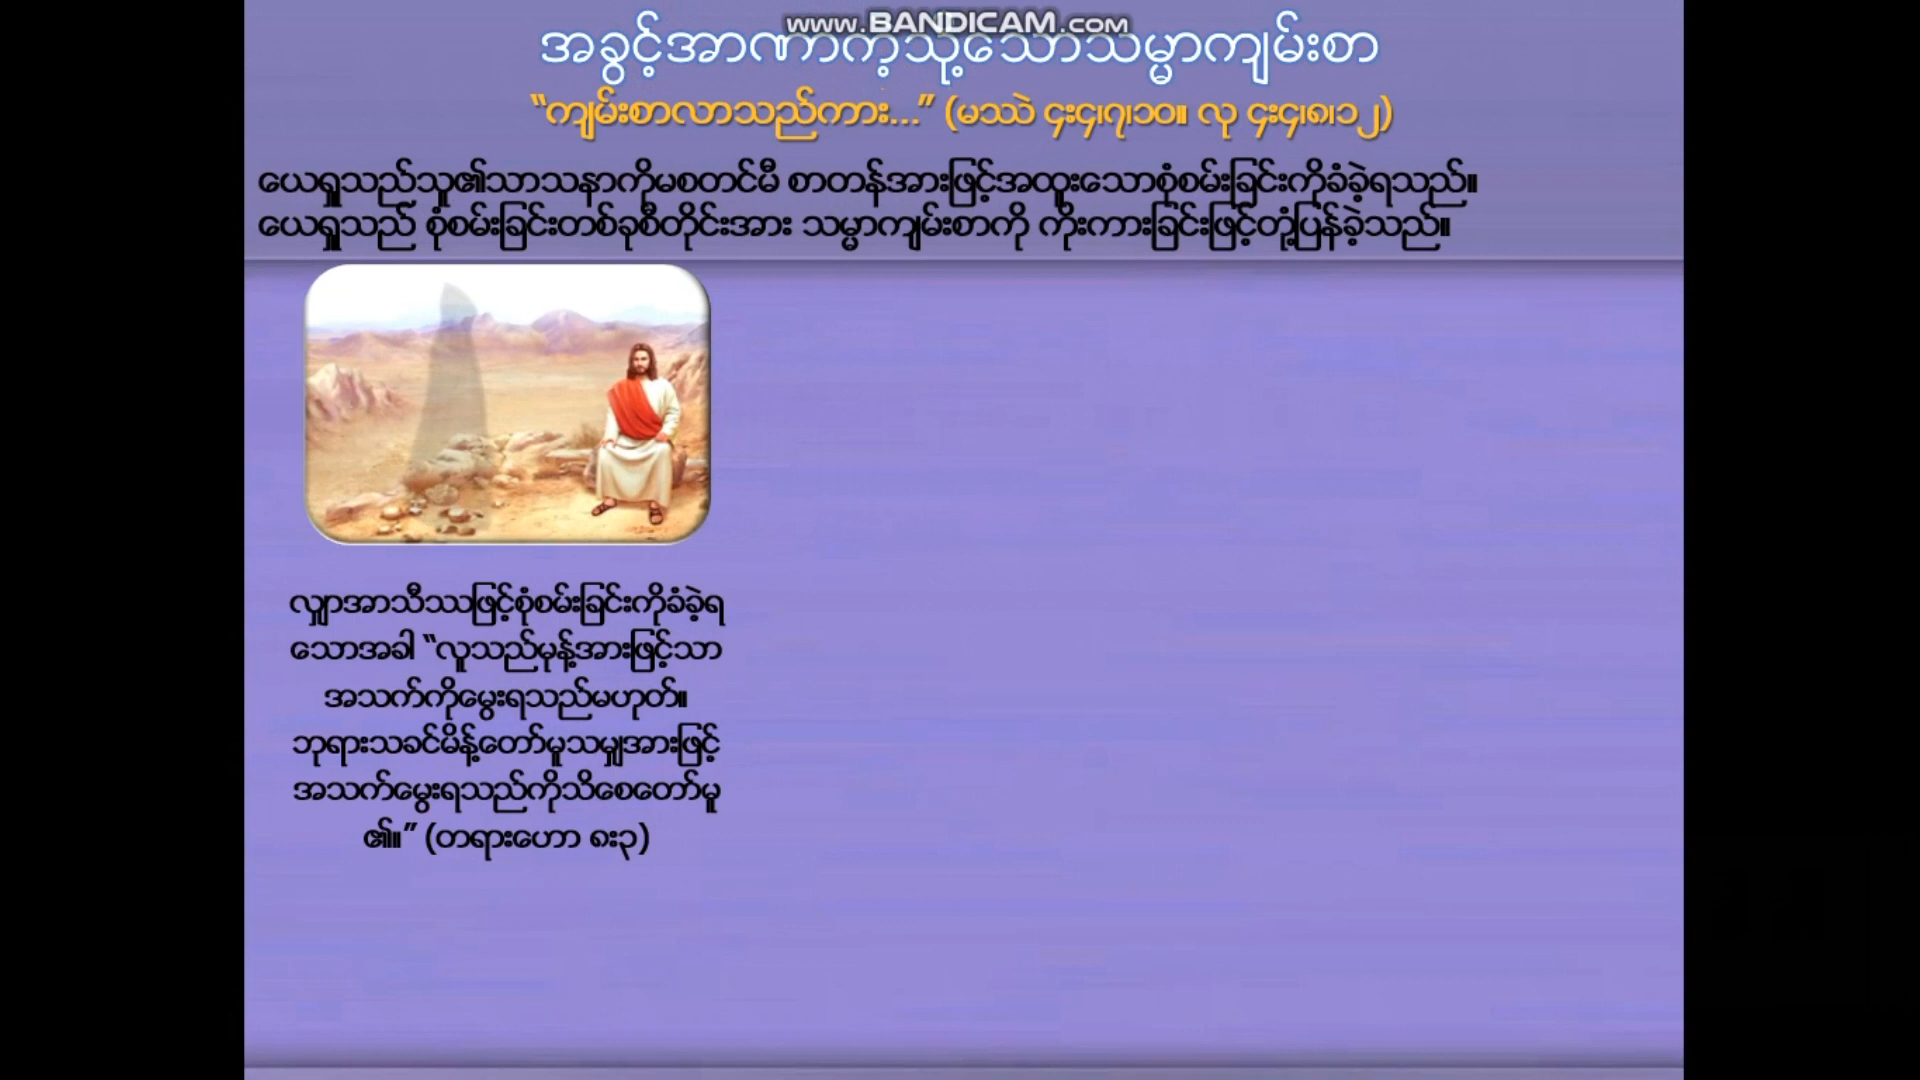 www.BANDICAM.com
အခွင့်အာဏာကဲ့သို့သောသမ္မာကျမ်းစာ
“ကျမ်းစာလာသည်ကား...” (မဿဲ ၄း၄၊၇၊၁၀။ လု ၄း၄၊၈၊၁၂)
ယေရှုသည်သူ၏သာသနာကိုမစတင်မီ စာတန်အားဖြင့်အထူးသောစုံစမ်းခြင်းကိုခံခဲ့ရသည်။
ယေရှုသည် စုံစမ်းခြင်းတစ်ခုစီတိုင်းအား သမ္မာကျမ်းစာကို ကိုးကားခြင်းဖြင့်တုံ့ပြန်ခဲ့သည်။
လျှာအာသီဿဖြင့်စုံစမ်းခြင်းကိုခံခဲ့ရ
သောအခါ “လူသည်မုန့်အားဖြင့်သာ
အသက်ကိုမွေးရသည်မဟုတ်။
ဘုရားသခင်မိန့်တော်မူသမျှအားဖြင့်
အသက်မွေးရသည်ကိုသိစေတော်မူ
၏။” (တရားဟော ၈း၃)